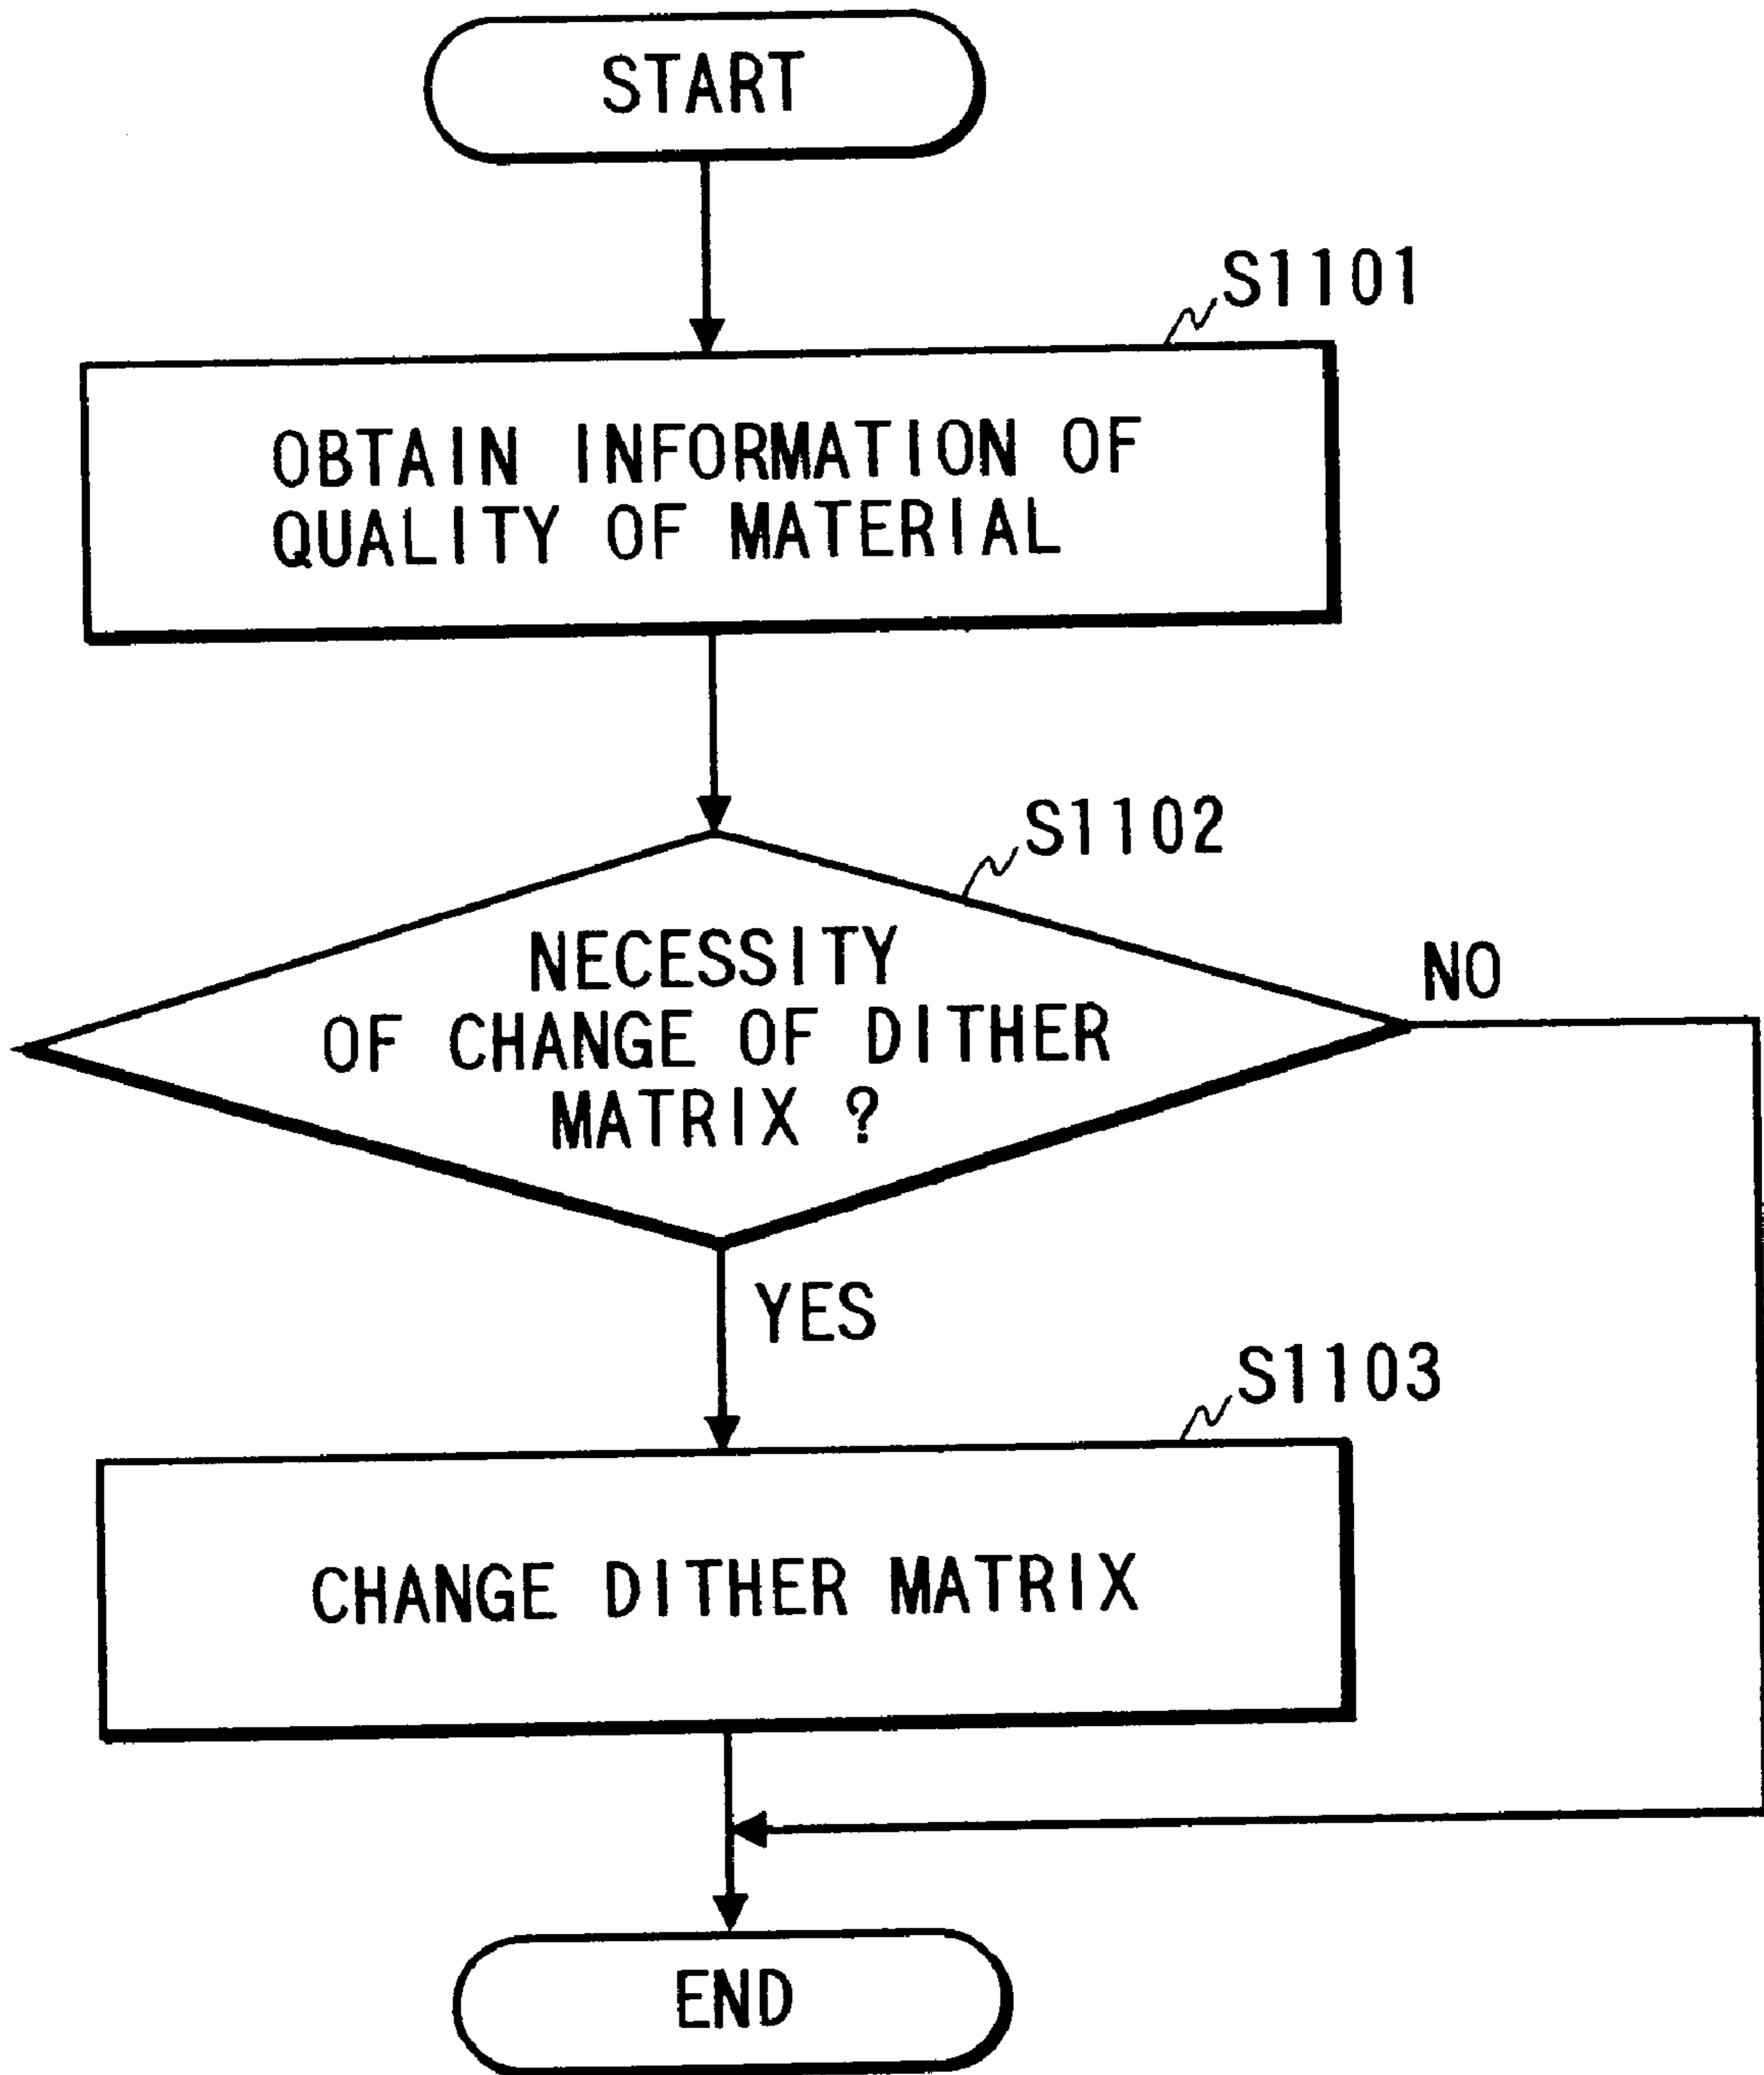 START
S1101
OBTAIN INFORMATION OF
QUALITY OF MATERIAL
S1102
NECESSITY
OF CHANGE OF DITHER
MATRIX ?
NO
YES
S1103
CHANGE DITHER MATRIX
END